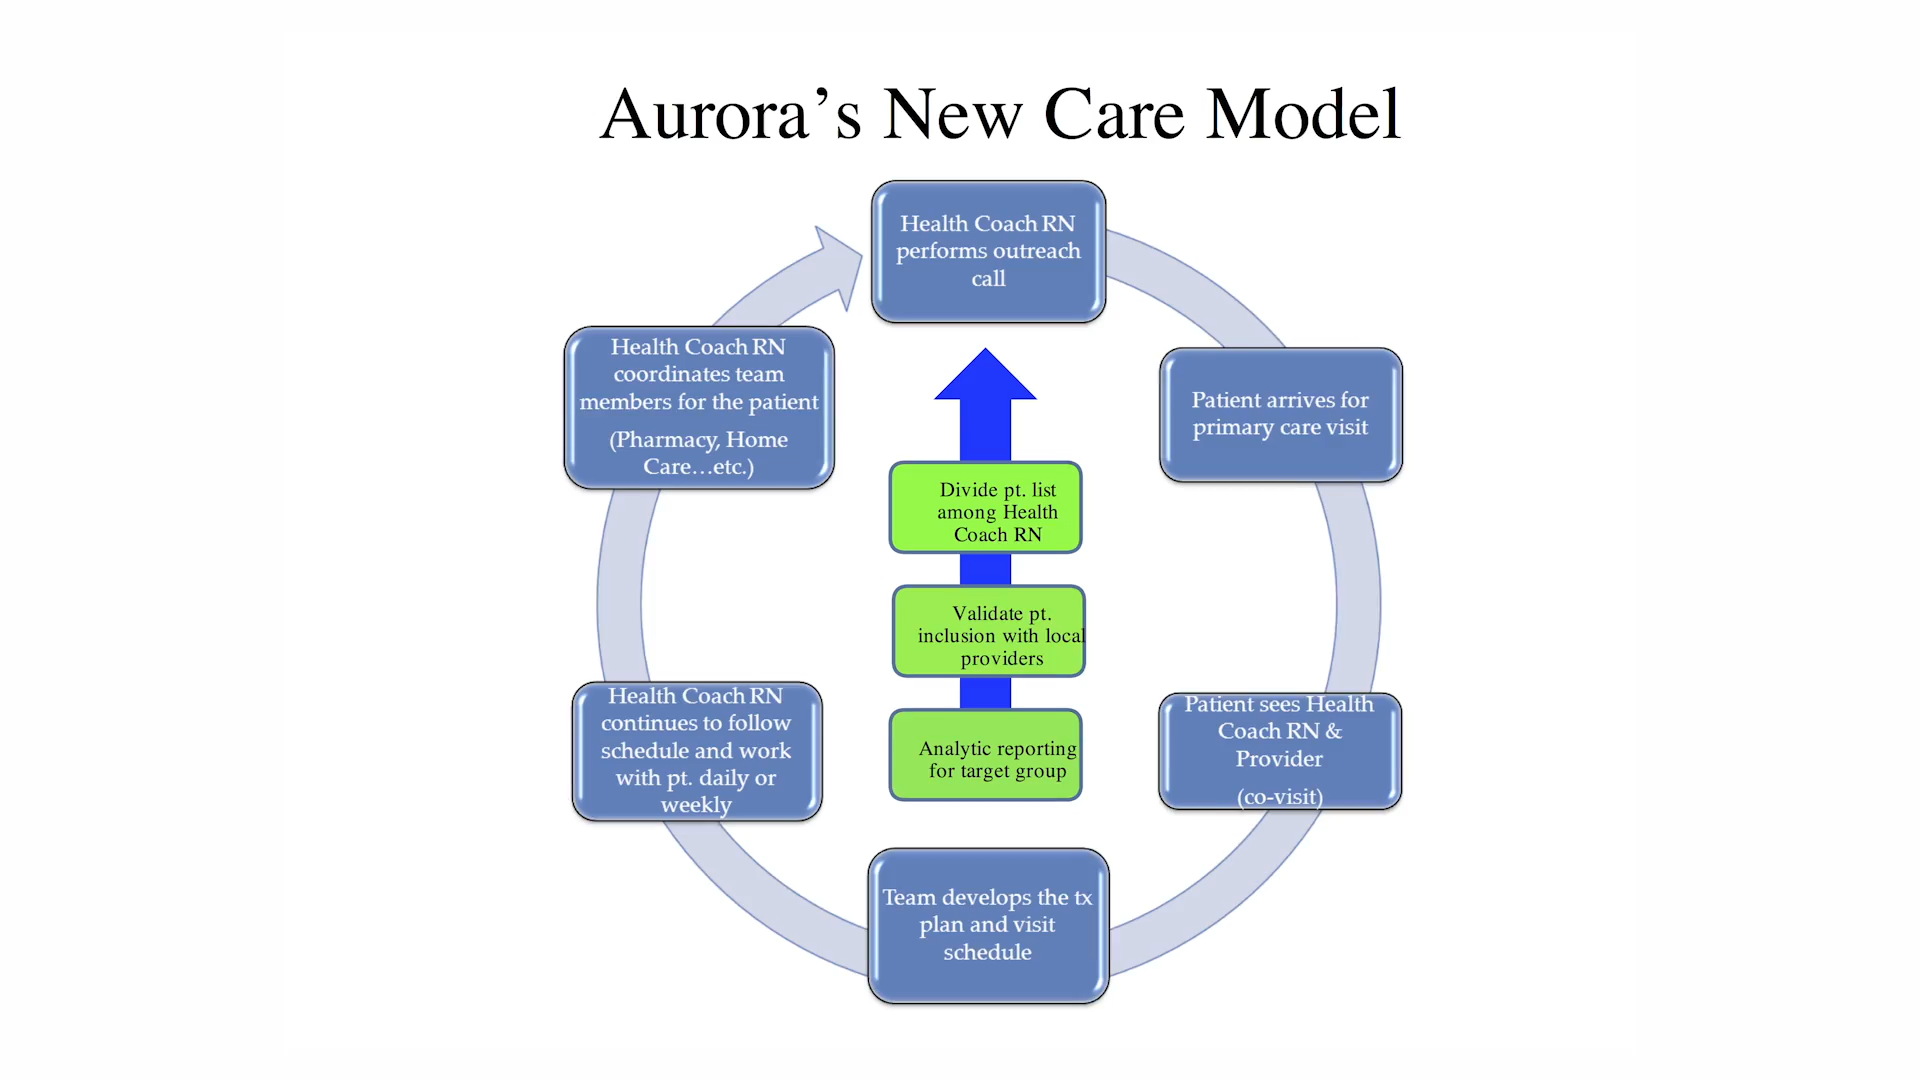 Aurora’s New Care Model
Health Coach RN
performs outreach
call
Patient arrives for
primary care visit
Patient sees Health
Coach RN &
Provider
(co-visit)
Team develops the tx
plan and visit
schedule
Health Coach RN
continues to follow
schedule and work
with pt. daily or
weekly
Health Coach RN
coordinates team
members for the patient
(Pharmacy, Home
Care…etc.)
Divide pt. list
among Health
Coach RN
Validate pt.
inclusion with local
providers
Analytic reporting
for target group